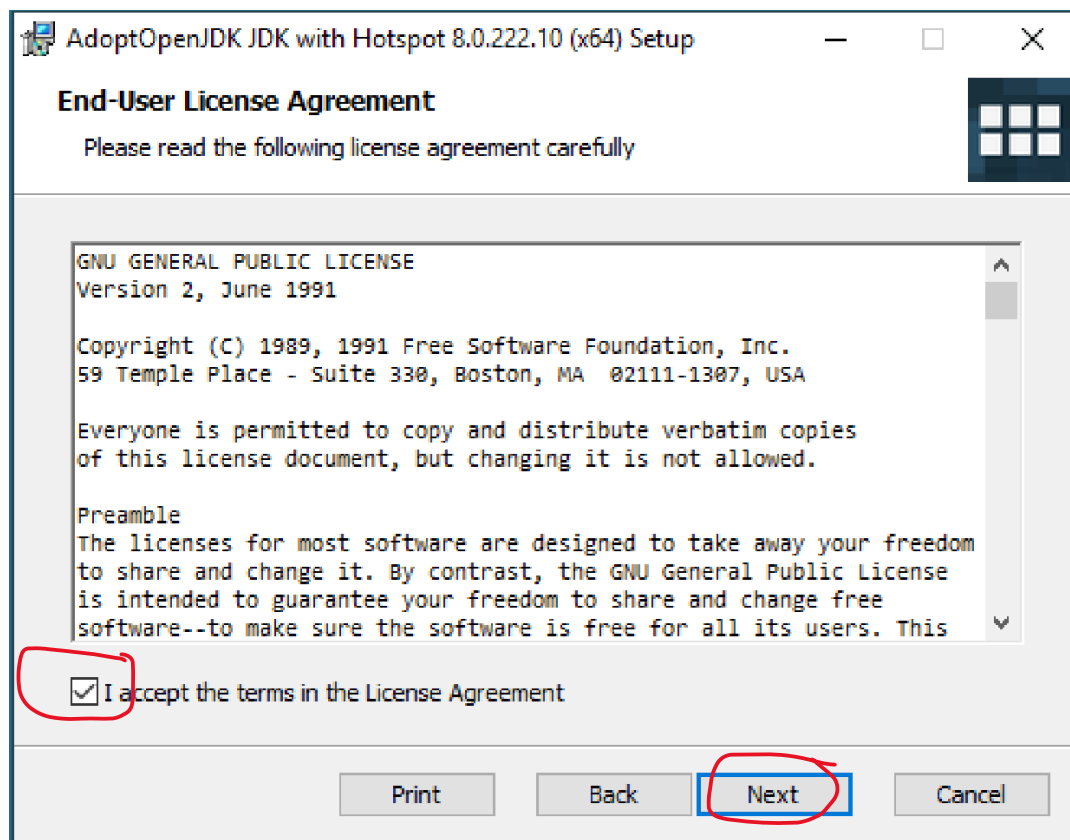 AdoptOpenJDK JDK with Hotspot 8.0.222.10 (x64) Setup
End-User License Agreement
Please read the following license agreement carefully
GNU GENERAL PUBLIC LICENSE
Version 2, June 1991
Copyright (C) 1989, 1991 Free Software Foundation, Inc.
59 Temple Place - Suite 330, Boston, MA  02111-1307, USA
Everyone is permitted to copy and distribute verbatim copies
of this license document, but changing it is not allowed.
Preamble
The licenses for most software are designed to take away your freedom
to share and change it. By contrast, the GNU General Public License
is intended to guarantee your freedom to share and change free
software--to make sure the software is free for all its users. This
I accept the terms in the License Agreement
Print Back Next Cancel